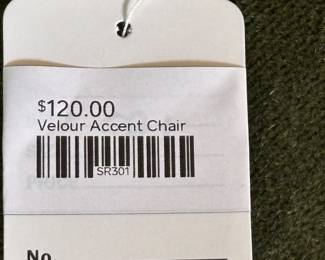 $120.00
Velour Accent Chair
SR301
No.